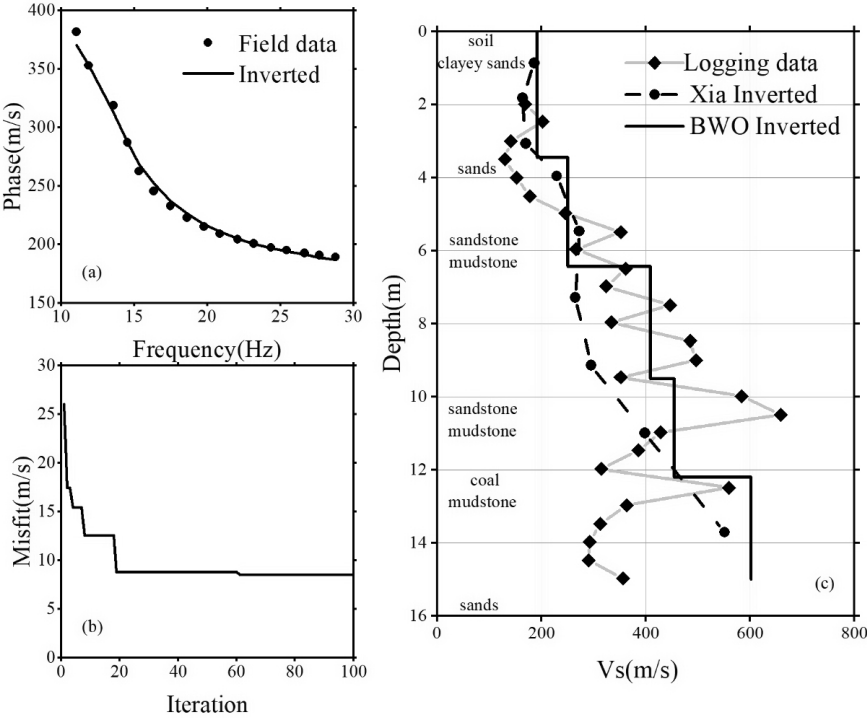 400
350
300
250
200
150
Phase(m/s)
Field data
Inverted
(a)
10
15
20
25
30
Frequency(Hz)
30
25
20
15
10
5
0
Misfit(m/s)
(b)
0
20
40
60
80
100
Iteration
0
2
4
6
8
10
12
14
16
Depth(m)
soil
clayey sands
sands
sandstone
mudstone
sandstone
mudstone
coal
mudstone
sands
Logging data
Xia Inverted
BWO Inverted
(c)
0
200
400
600
800
Vs(m/s)